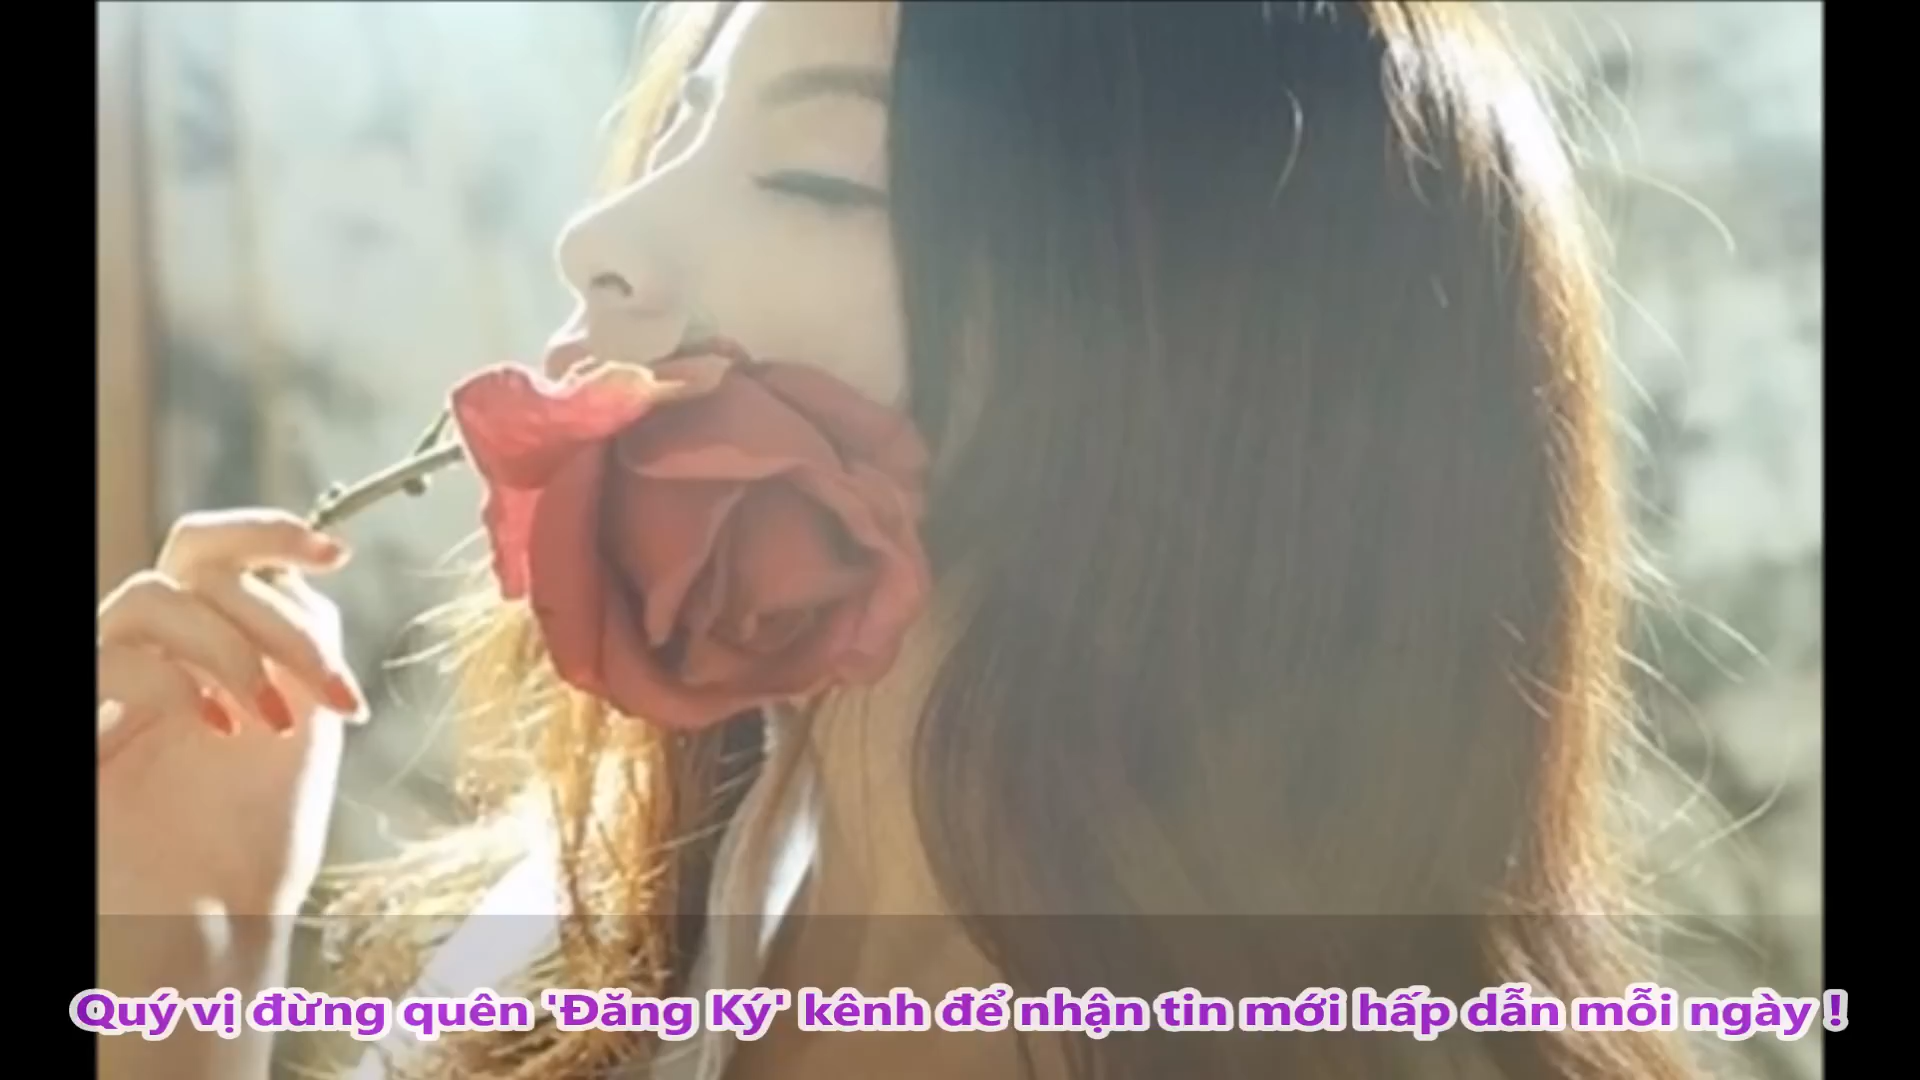 Quý vị đừng quên 'Đăng Ký' kênh để nhận tin mới hấp dẫn mỗi ngày !